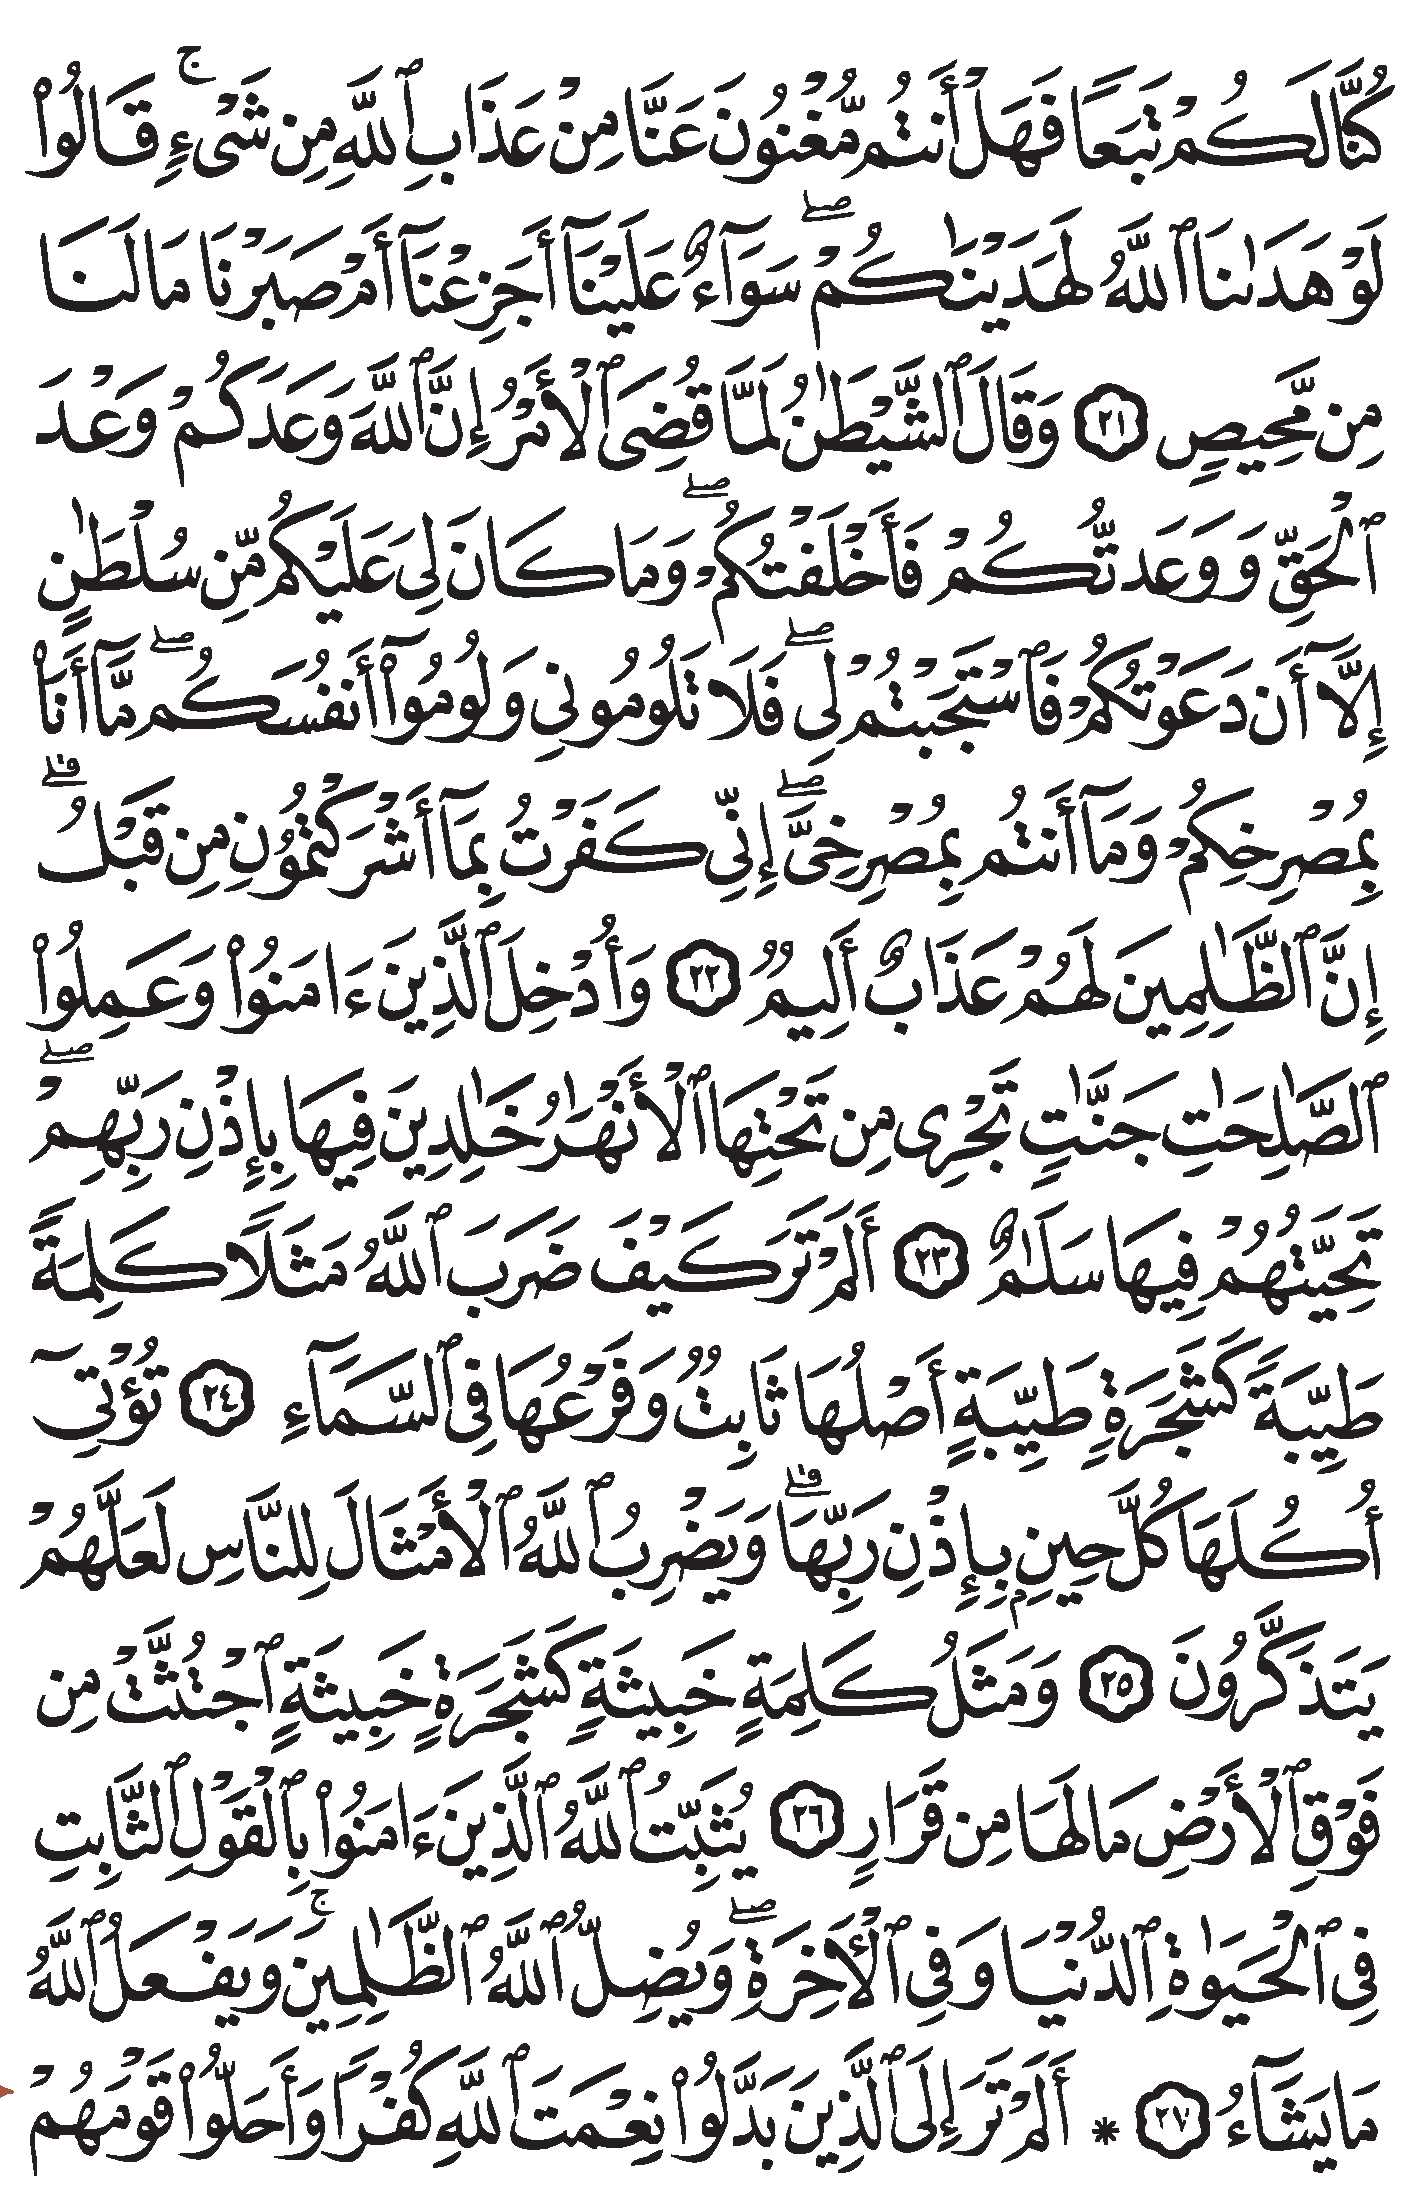 كُنَّا لَكُمْ تَبَعًا فَهَلْ أَنتُم مُّغْنُونَ عَنَّا مِنْ عَذَابِ ٱللَّهِ مِن شَىْءٍۚ قَالُوا۟
لَوْ هَدَىٰنَا ٱللَّهُ لَهَدَيْنَٰكُمْۖ سَوَآءٌ عَلَيْنَآ أَجَزِعْنَآ أَمْ صَبَرْنَا مَا لَنَا
مِن مَّحِيصٍ ٢١ وَقَالَ ٱلشَّيْطَٰنُ لَمَّا قُضِىَ ٱلْأَمْرُ إِنَّ ٱللَّهَ وَعَدَكُمْ وَعْدَ
ٱلْحَقِّ وَوَعَدتُّكُمْ فَأَخْلَفْتُكُمْۖ وَمَا كَانَ لِىَ عَلَيْكُم مِّن سُلْطَٰنٍ
إِلَّآ أَن دَعَوْتُكُمْ فَٱسْتَجَبْتُمْ لِىۖ فَلَا تَلُومُونِى وَلُومُوٓا۟ أَنفُسَكُمۖ مَّآ أَنَا۠
بِمُصْرِخِكُمْ وَمَآ أَنتُم بِمُصْرِخِىَّۖ إِنِّى كَفَرْتُ بِمَآ أَشْرَكْتُمُونِ مِن قَبْلُۗ
إِنَّ ٱلظَّٰلِمِينَ لَهُمْ عَذَابٌ أَلِيمٌ ٢٢ وَأُدْخِلَ ٱلَّذِينَ ءَامَنُوا۟ وَعَمِلُوا۟
ٱلصَّٰلِحَٰتِ جَنَّٰتٍ تَجْرِى مِن تَحْتِهَا ٱلْأَنْهَٰرُ خَٰلِدِينَ فِيهَا بِإِذْنِ رَبِّهِمْۖ
تَحِيَّتُهُمْ فِيهَا سَلَٰمٌ ٢٣ أَلَمْ تَرَ كَيْفَ ضَرَبَ ٱللَّهُ مَثَلًا كَلِمَةً
طَيِّبَةً كَشَجَرَةٍ طَيِّبَةٍ أَصْلُهَا ثَابِتٌ وَفَرْعُهَا فِى ٱلسَّمَآءِ ٢٤ تُؤْتِىٓ
أُكُلَهَا كُلَّ حِينٍۭ بِإِذْنِ رَبِّهَاۗ وَيَضْرِبُ ٱللَّهُ ٱلْأَمْثَالَ لِلنَّاسِ لَعَلَّهُمْ
يَتَذَكَّرُونَ ٢٥ وَمَثَلُ كَلِمَةٍ خَبِيثَةٍ كَشَجَرَةٍ خَبِيثَةٍ ٱجْتُثَّتْ مِن
فَوْقِ ٱلْأَرْضِ مَا لَهَا مِن قَرَارٍ ٢٦ يُثَبِّتُ ٱللَّهُ ٱلَّذِينَ ءَامَنُوا۟ بِٱلْقَوْلِ ٱلثَّابِتِ
فِى ٱلْحَيَوٰةِ ٱلدُّنْيَا وَفِى ٱلْأَخِرَةِۖ وَيُضِلُّ ٱللَّهُ ٱلظَّٰلِمِينَۚ وَيَفْعَلُ ٱللَّهُ
مَا يَشَآءُ ٢٧ * أَلَمْ تَرَ إِلَى ٱلَّذِينَ بَدَّلُوا۟ نِعْمَتَ ٱللَّهِ كُفْرًا وَأَحَلُّوا۟ قَوْمَهُمْ